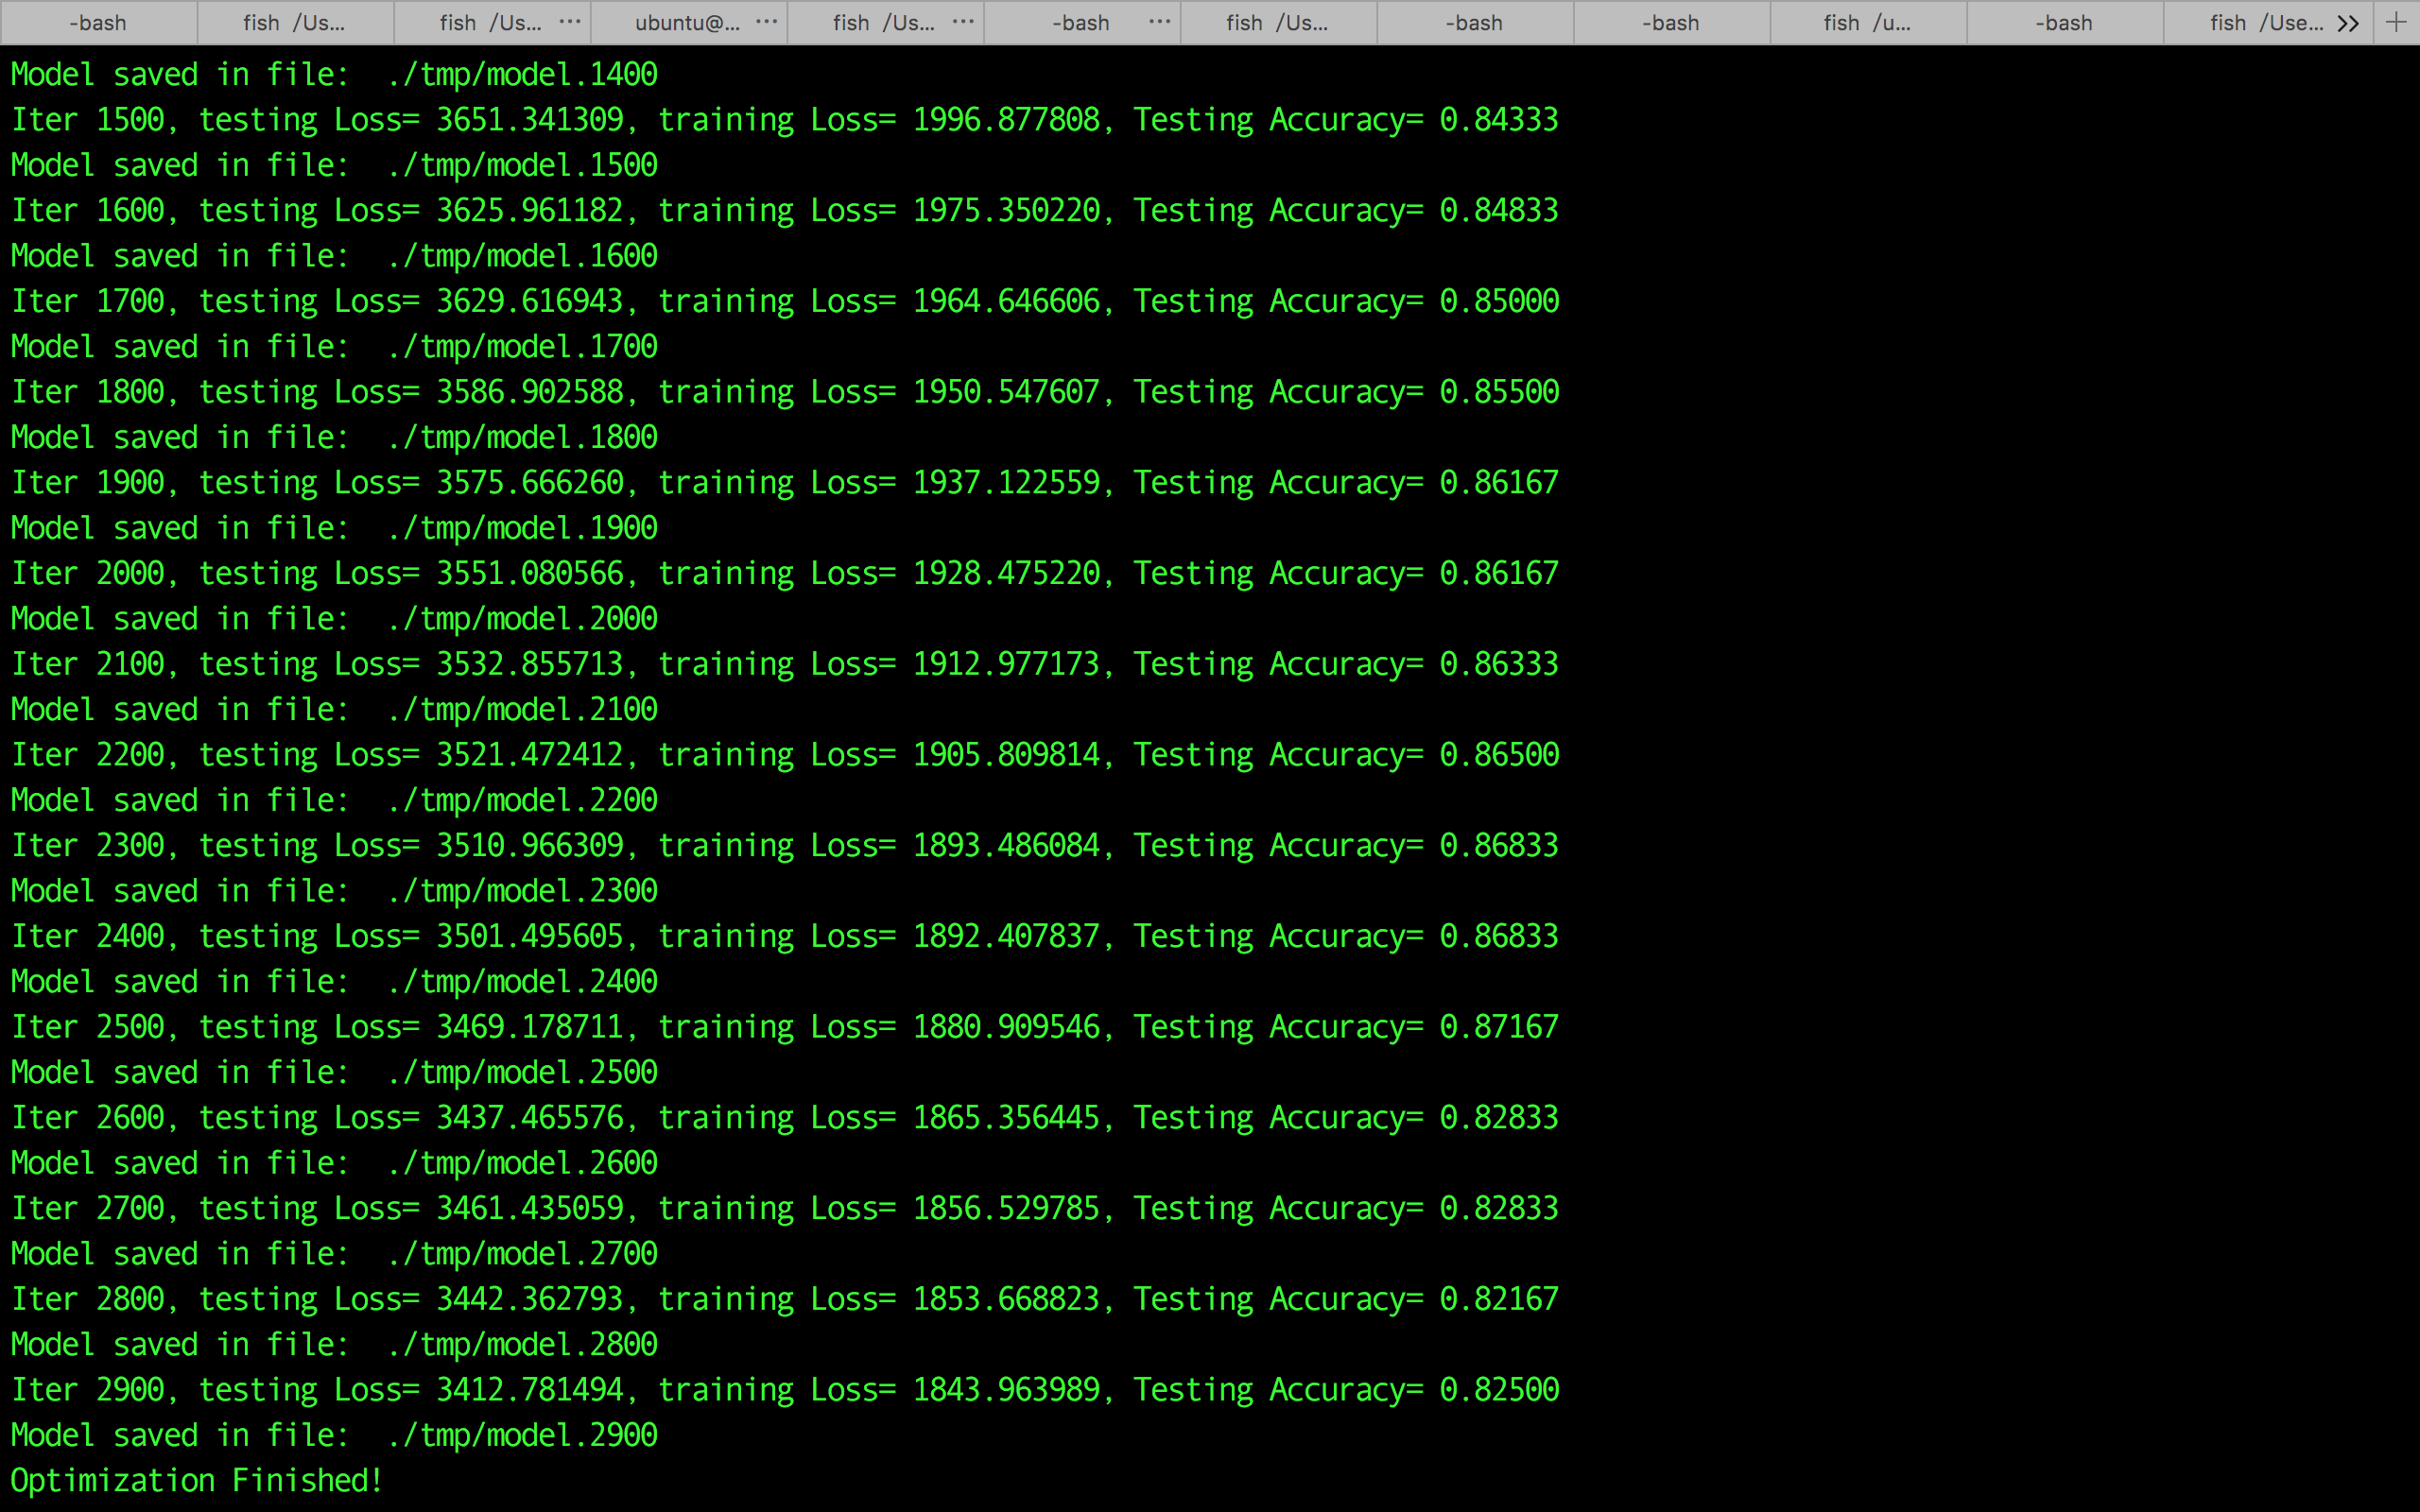 -bash fish /Us... fish /Us... ··· ubuntu@... ··· fish /Us... ··· -bash ··· fish /Us... -bash -bash fish /u... -bash fish /Use... >> +
Model saved in file:  ./tmp/model.1400
Iter 1500, testing Loss= 3651.341309, training Loss= 1996.877808, Testing Accuracy= 0.84333
Model saved in file:  ./tmp/model.1500
Iter 1600, testing Loss= 3625.961182, training Loss= 1975.350220, Testing Accuracy= 0.84833
Model saved in file:  ./tmp/model.1600
Iter 1700, testing Loss= 3629.616943, training Loss= 1964.646606, Testing Accuracy= 0.85000
Model saved in file:  ./tmp/model.1700
Iter 1800, testing Loss= 3586.902588, training Loss= 1950.547607, Testing Accuracy= 0.85500
Model saved in file:  ./tmp/model.1800
Iter 1900, testing Loss= 3575.666260, training Loss= 1937.122559, Testing Accuracy= 0.86167
Model saved in file:  ./tmp/model.1900
Iter 2000, testing Loss= 3551.080566, training Loss= 1928.475220, Testing Accuracy= 0.86167
Model saved in file:  ./tmp/model.2000
Iter 2100, testing Loss= 3532.855713, training Loss= 1912.977173, Testing Accuracy= 0.86333
Model saved in file:  ./tmp/model.2100
Iter 2200, testing Loss= 3521.472412, training Loss= 1905.809814, Testing Accuracy= 0.86500
Model saved in file:  ./tmp/model.2200
Iter 2300, testing Loss= 3510.966309, training Loss= 1893.486084, Testing Accuracy= 0.86833
Model saved in file:  ./tmp/model.2300
Iter 2400, testing Loss= 3501.495605, training Loss= 1892.407837, Testing Accuracy= 0.86833
Model saved in file:  ./tmp/model.2400
Iter 2500, testing Loss= 3469.178711, training Loss= 1880.909546, Testing Accuracy= 0.87167
Model saved in file:  ./tmp/model.2500
Iter 2600, testing Loss= 3437.465576, training Loss= 1865.356445, Testing Accuracy= 0.82833
Model saved in file:  ./tmp/model.2600
Iter 2700, testing Loss= 3461.435059, training Loss= 1856.529785, Testing Accuracy= 0.82833
Model saved in file:  ./tmp/model.2700
Iter 2800, testing Loss= 3442.362793, training Loss= 1853.668823, Testing Accuracy= 0.82167
Model saved in file:  ./tmp/model.2800
Iter 2900, testing Loss= 3412.781494, training Loss= 1843.963989, Testing Accuracy= 0.82500
Model saved in file:  ./tmp/model.2900
Optimization Finished!